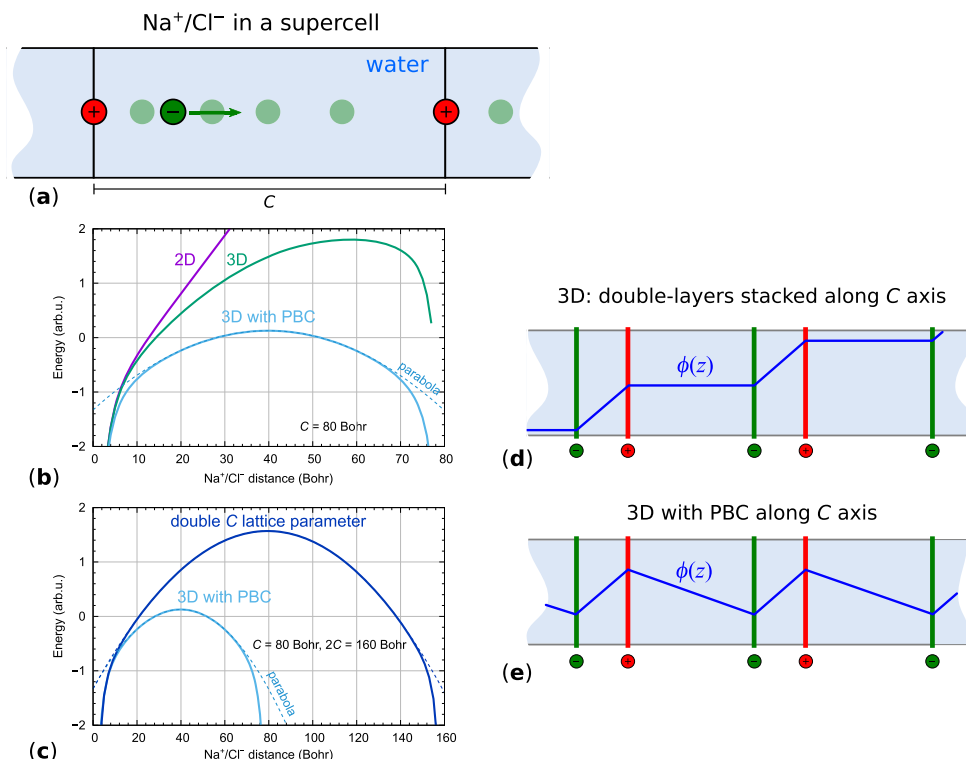 Na⁺/Cl⁻ in a supercell
water
+
−
+
C
(a)
2
1
0
−1
−2
Energy (arb.u.)
2D
3D
3D with PBC
parabola
C = 80 Bohr
0 10 20 30 40 50 60 70 80
Na⁺/Cl⁻ distance (Bohr)
(b)
2
1
0
−1
−2
Energy (arb.u.)
double C lattice parameter
3D with PBC
C = 80 Bohr, 2C = 160 Bohr
parabola
0 20 40 60 80 100 120 140 160
Na⁺/Cl⁻ distance (Bohr)
(c)
3D: double-layers stacked along C axis
ϕ(z)
− + − + −
(d)
3D with PBC along C axis
ϕ(z)
− + − + −
(e)